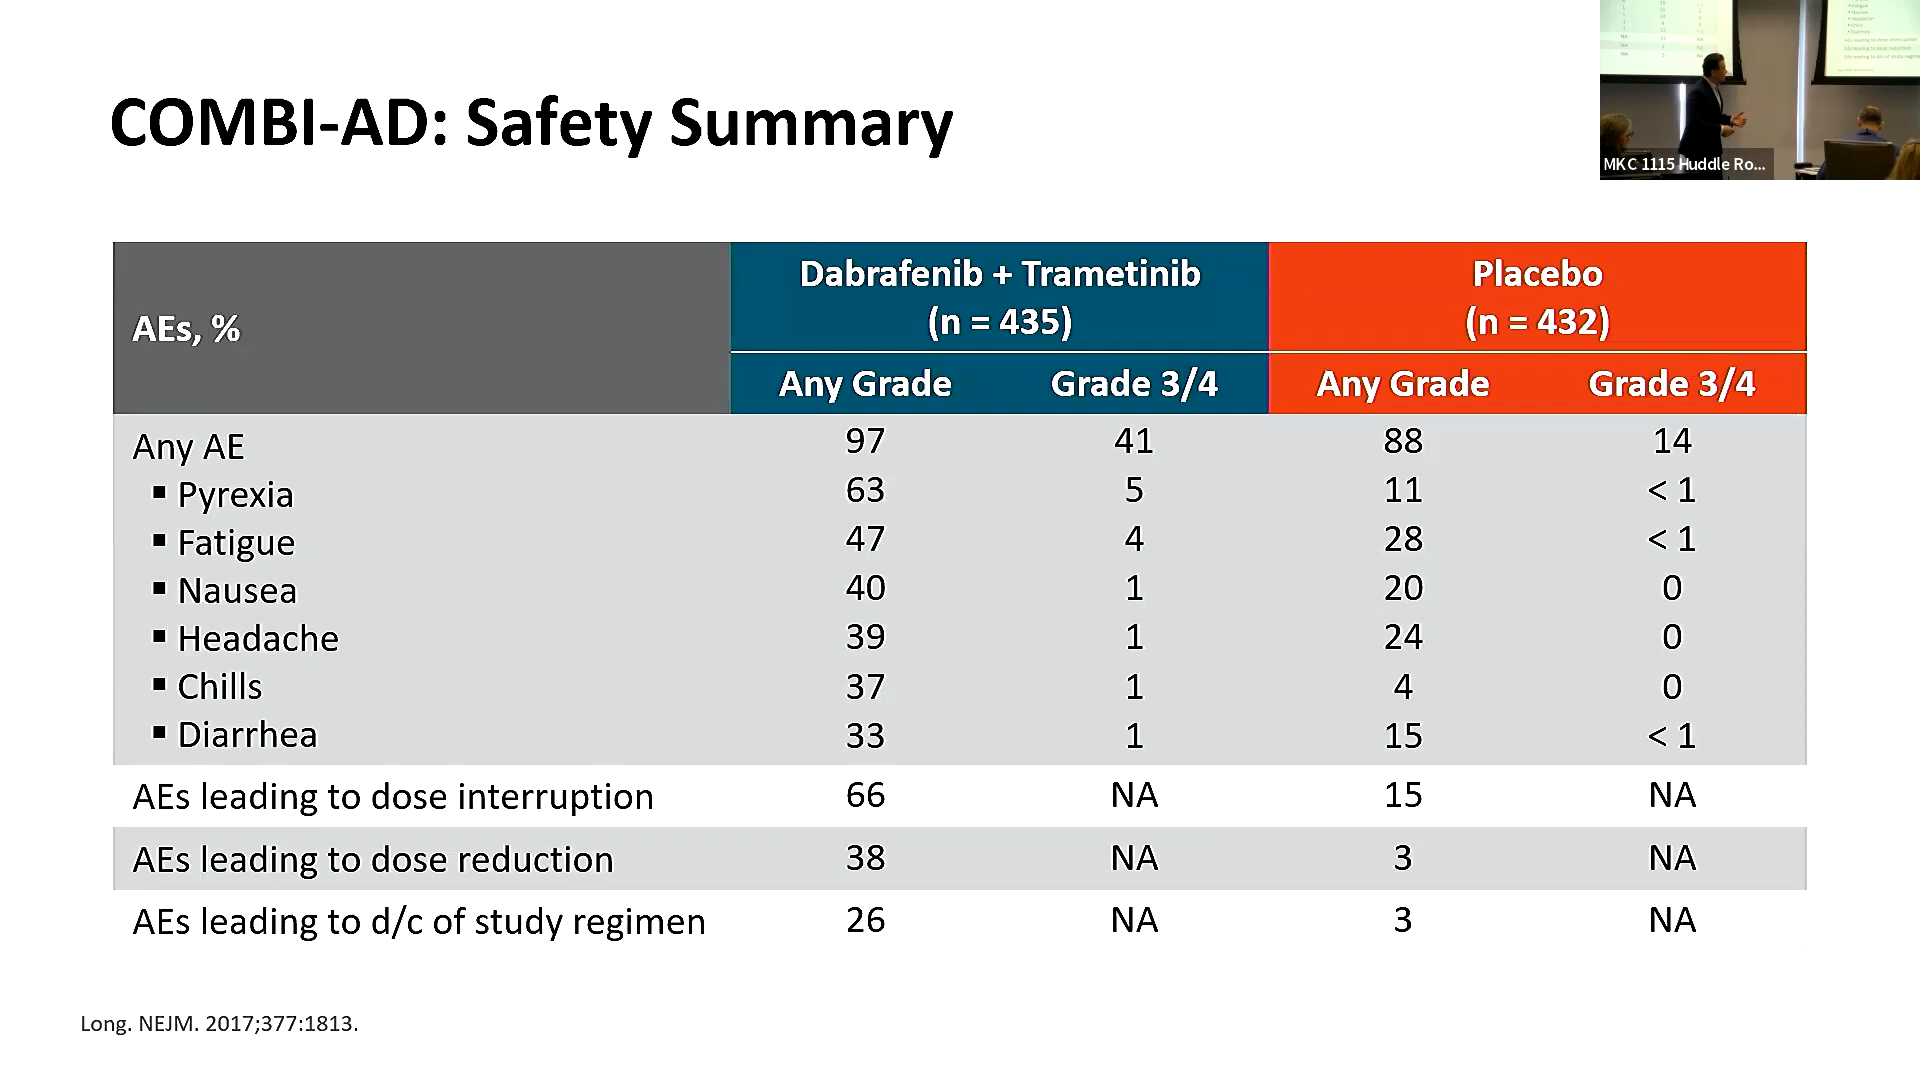 COMBI-AD: Safety Summary
MKC 1115 Huddle Ro...
AEs, %
Dabrafenib + Trametinib
(n = 435)
Placebo
(n = 432)
Any Grade Grade 3/4 Any Grade Grade 3/4
Any AE 97 41 88 14
▪ Pyrexia 63 5 11 < 1
▪ Fatigue 47 4 28 < 1
▪ Nausea 40 1 20 0
▪ Headache 39 1 24 0
▪ Chills 37 1 4 0
▪ Diarrhea 33 1 15 < 1
AEs leading to dose interruption 66 NA 15 NA
AEs leading to dose reduction 38 NA 3 NA
AEs leading to d/c of study regimen 26 NA 3 NA
Long. NEJM. 2017;377:1813.